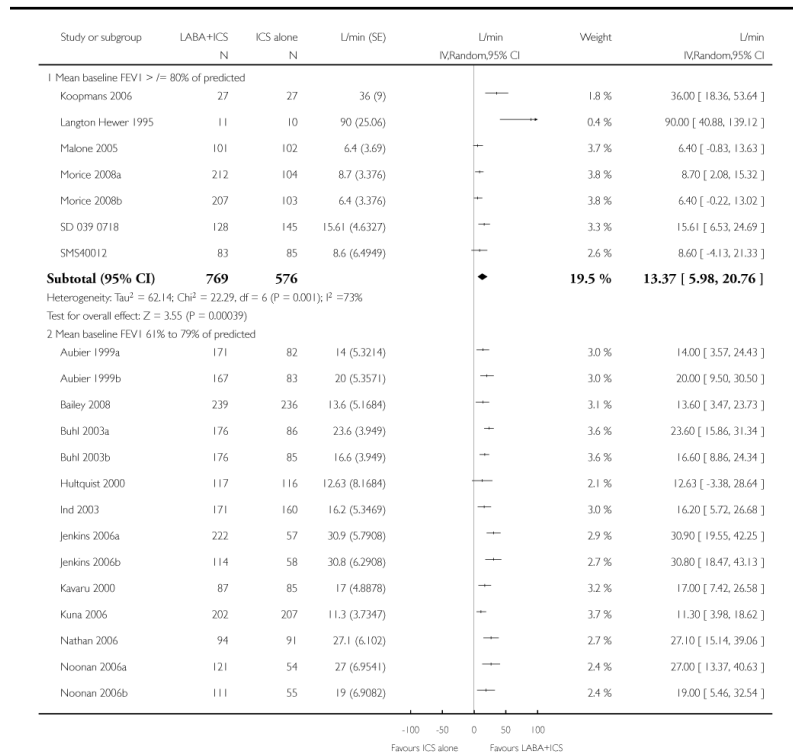 Study or subgroup LABA+ICS ICS alone L/min (SE) L/min Weight L/min
N N IV,Random,95% CI IV,Random,95% CI
1 Mean baseline FEV1 > /= 80% of predicted
Koopmans 2006 27 27 36 (9) 1.8 % 36.00 [ 18.36, 53.64 ]
Langton Hewer 1995 11 10 90 (25.06) 0.4 % 90.00 [ 40.88, 139.12 ]
Malone 2005 101 102 6.4 (3.69) 3.7 % 6.40 [ -0.83, 13.63 ]
Morice 2008a 212 104 8.7 (3.376) 3.8 % 8.70 [ 2.08, 15.32 ]
Morice 2008b 207 103 6.4 (3.376) 3.8 % 6.40 [ -0.22, 13.02 ]
SD 039 0718 128 145 15.61 (4.6327) 3.3 % 15.61 [ 6.53, 24.69 ]
SMS40012 83 85 8.6 (6.4949) 2.6 % 8.60 [ -4.13, 21.33 ]
Subtotal (95% CI) 769 576 19.5 % 13.37 [ 5.98, 20.76 ]
Heterogeneity: Tau² = 62.14; Chi² = 22.29, df = 6 (P = 0.001); I² =73%
Test for overall effect: Z = 3.55 (P = 0.00039)
2 Mean baseline FEV1 61% to 79% of predicted
Aubier 1999a 171 82 14 (5.3214) 3.0 % 14.00 [ 3.57, 24.43 ]
Aubier 1999b 167 83 20 (5.3571) 3.0 % 20.00 [ 9.50, 30.50 ]
Bailey 2008 239 236 13.6 (5.1684) 3.1 % 13.60 [ 3.47, 23.73 ]
Buhl 2003a 176 86 23.6 (3.949) 3.6 % 23.60 [ 15.86, 31.34 ]
Buhl 2003b 176 85 16.6 (3.949) 3.6 % 16.60 [ 8.86, 24.34 ]
Hultquist 2000 117 116 12.63 (8.1684) 2.1 % 12.63 [ -3.38, 28.64 ]
Ind 2003 171 160 16.2 (5.3469) 3.0 % 16.20 [ 5.72, 26.68 ]
Jenkins 2006a 222 57 30.9 (5.7908) 2.9 % 30.90 [ 19.55, 42.25 ]
Jenkins 2006b 114 58 30.8 (6.2908) 2.7 % 30.80 [ 18.47, 43.13 ]
Kavaru 2000 87 85 17 (4.8878) 3.2 % 17.00 [ 7.42, 26.58 ]
Kuna 2006 202 207 11.3 (3.7347) 3.7 % 11.30 [ 3.98, 18.62 ]
Nathan 2006 94 91 27.1 (6.102) 2.7 % 27.10 [ 15.14, 39.06 ]
Noonan 2006a 121 54 27 (6.9541) 2.4 % 27.00 [ 13.37, 40.63 ]
Noonan 2006b 111 55 19 (6.9082) 2.4 % 19.00 [ 5.46, 32.54 ]
-100 -50 0 50 100
Favours ICS alone Favours LABA+ICS